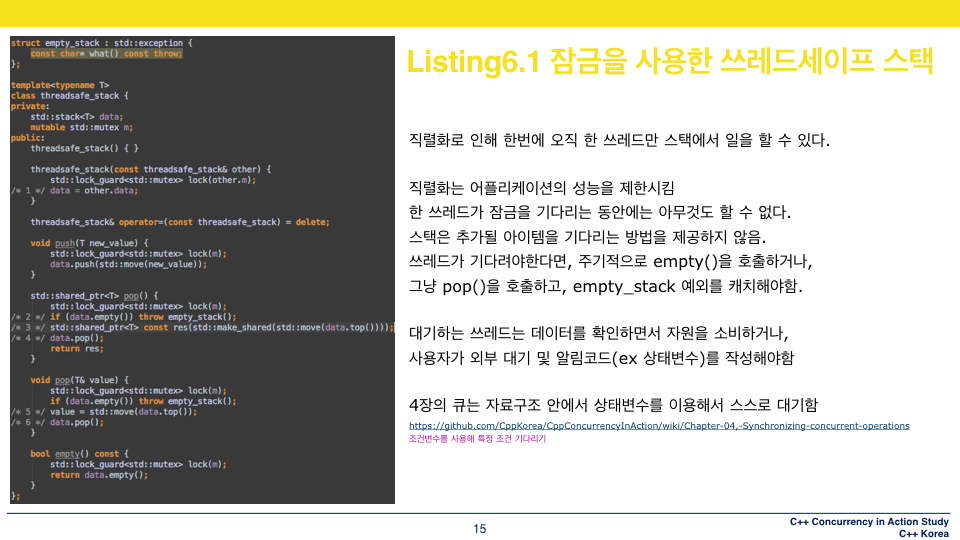 struct empty_stack : std::exception {
    const char* what() const throw;
};
template<typename T>
class threadsafe_stack {
private:
    std::stack<T> data;
    mutable std::mutex m;
public:
    threadsafe_stack() { }
    threadsafe_stack(const threadsafe_stack& other) {
        std::lock_guard<std::mutex> lock(other.m);
/* 1 */ data = other.data;
    }
    threadsafe_stack& operator=(const threadsafe_stack) = delete;
    void push(T new_value) {
        std::lock_guard<std::mutex> lock(m);
        data.push(std::move(new_value));
    }
    std::shared_ptr<T> pop() {
        std::lock_guard<std::mutex> lock(m);
/* 2 */ if (data.empty()) throw empty_stack();
/* 3 */ std::shared_ptr<T> const res(std::make_shared(std::move(data.top())));
/* 4 */ data.pop();
        return res;
    }
    void pop(T& value) {
        std::lock_guard<std::mutex> lock(m);
        if (data.empty()) throw empty_stack();
/* 5 */ value = std::move(data.top());
/* 6 */ data.pop();
    }
    bool empty() const {
        std::lock_guard<std::mutex> lock(m);
        return data.empty();
    }
};
Listing6.1 잠금을 사용한 쓰레드세이프 스택
직렬화로 인해 한번에 오직 한 쓰레드만 스택에서 일을 할 수 있다.
직렬화는 어플리케이션의 성능을 제한시킴
한 쓰레드가 잠금을 기다리는 동안에는 아무것도 할 수 없다.
스택은 추가될 아이템을 기다리는 방법을 제공하지 않음.
쓰레드가 기다려야한다면, 주기적으로 empty()을 호출하거나,
그냥 pop()을 호출하고, empty_stack 예외를 캐치해야함.
대기하는 쓰레드는 데이터를 확인하면서 자원을 소비하거나,
사용자가 외부 대기 및 알림코드(ex 상태변수)를 작성해야함
4장의 큐는 자료구조 안에서 상태변수를 이용해서 스스로 대기함
https://github.com/CppKorea/CppConcurrencyInAction/wiki/Chapter-04,-Synchronizing-concurrent-operations
조건변수를 사용해 특정 조건 기다리기
15
C++ Concurrency in Action Study
C++ Korea